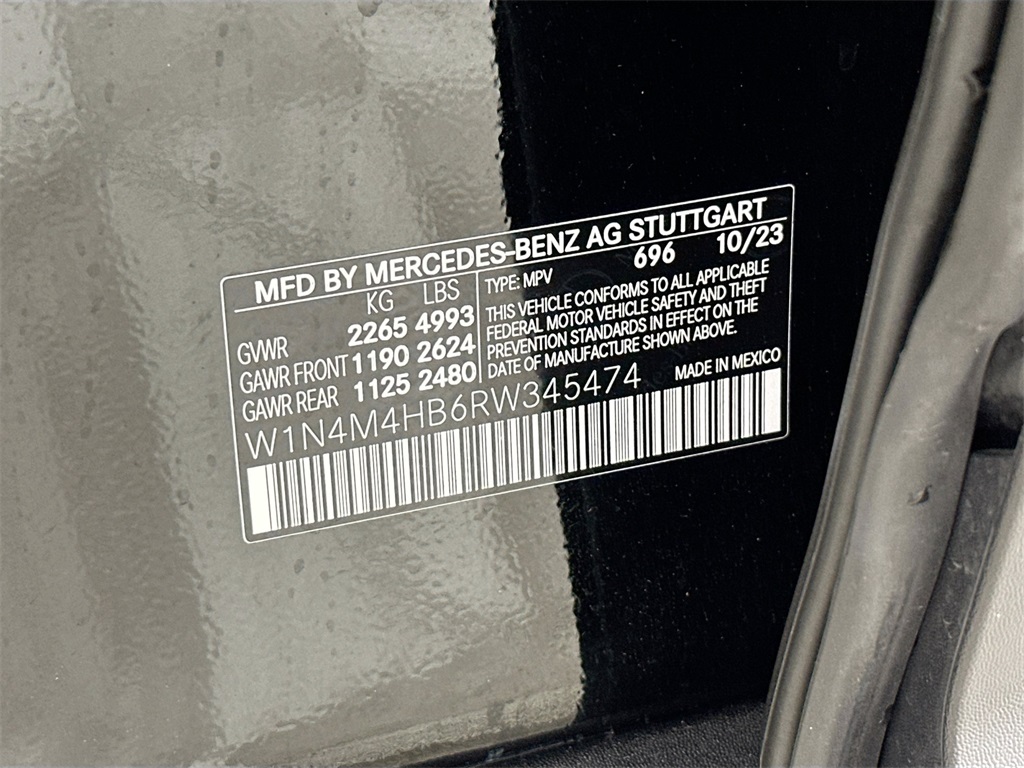 MFD BY MERCEDES-BENZ AG STUTTGART
KG LBS
GVWR 2265 4993
GAWR FRONT 1190 2624
GAWR REAR 1125 2480
696 10/23
TYPE: MPV
THIS VEHICLE CONFORMS TO ALL APPLICABLE
FEDERAL MOTOR VEHICLE SAFETY AND THEFT
PREVENTION STANDARDS IN EFFECT ON THE
DATE OF MANUFACTURE SHOWN ABOVE.
W1N4M4HB6RW345474
MADE IN MEXICO